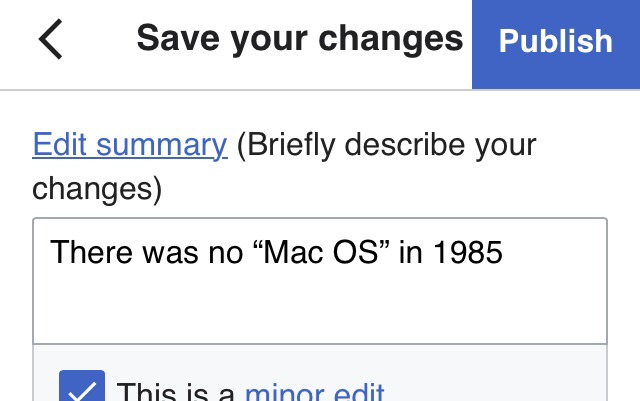 Save your changes Publish
Edit summary (Briefly describe your
changes)
There was no “Mac OS” in 1985
This is a minor edit